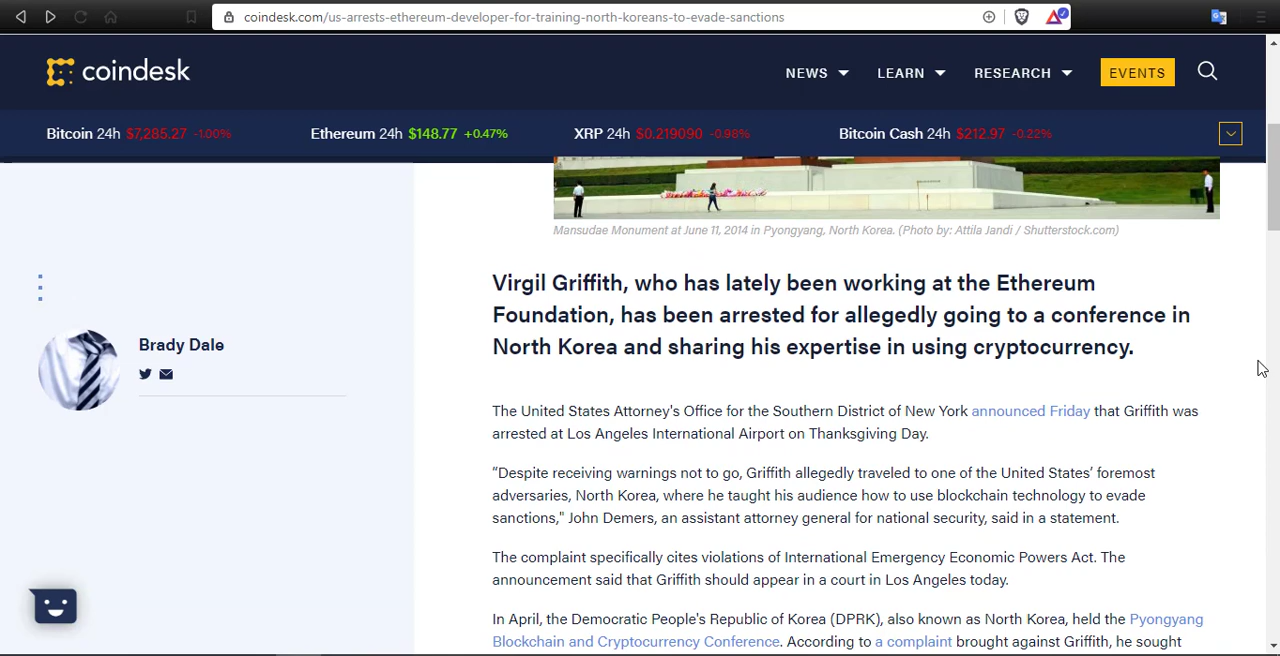 coindesk.com/us-arrests-ethereum-developer-for-training-north-koreans-to-evade-sanctions
coindesk
NEWS LEARN RESEARCH EVENTS
Bitcoin 24h $7,285.27 -1.00% Ethereum 24h $148.77 +0.47% XRP 24h $0.219090 -0.98% Bitcoin Cash 24h $212.97 -0.22%
Mansudae Monument at June 11, 2014 in Pyongyang, North Korea. (Photo by: Attila Jandi / Shutterstock.com)
Brady Dale
Virgil Griffith, who has lately been working at the Ethereum
Foundation, has been arrested for allegedly going to a conference in
North Korea and sharing his expertise in using cryptocurrency.
The United States Attorney's Office for the Southern District of New York announced Friday that Griffith was
arrested at Los Angeles International Airport on Thanksgiving Day.
“Despite receiving warnings not to go, Griffith allegedly traveled to one of the United States’ foremost
adversaries, North Korea, where he taught his audience how to use blockchain technology to evade
sanctions," John Demers, an assistant attorney general for national security, said in a statement.
The complaint specifically cites violations of International Emergency Economic Powers Act. The
announcement said that Griffith should appear in a court in Los Angeles today.
In April, the Democratic People's Republic of Korea (DPRK), also known as North Korea, held the Pyongyang
Blockchain and Cryptocurrency Conference. According to a complaint brought against Griffith, he sought